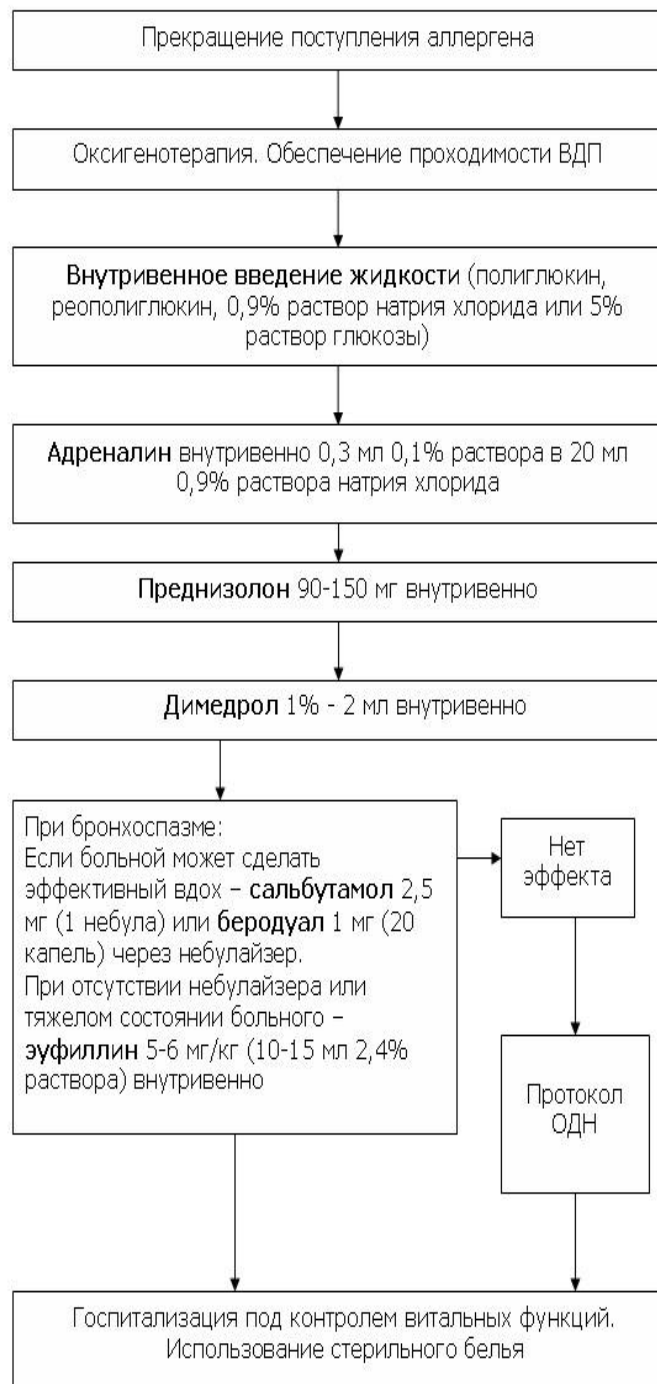 Прекращение поступления аллергена
Оксигенотерапия. Обеспечение проходимости ВДП
Внутривенное введение жидкости (полиглюкин,
реополиглюкин, 0,9% раствор натрия хлорида или 5%
раствор глюкозы)
Адреналин внутривенно 0,3 мл 0,1% раствора в 20 мл
0,9% раствора натрия хлорида
Преднизолон 90-150 мг внутривенно
Димедрол 1% - 2 мл внутривенно
При бронхоспазме:
Если больной может сделать
эффективный вдох – сальбутамол 2,5
мг (1 небула) или беродуал 1 мг (20
капель) через небулайзер.
При отсутствии небулайзера или
тяжелом состоянии больного –
эуфиллин 5-6 мг/кг (10-15 мл 2,4%
раствора) внутривенно
Нет
эффекта
Протокол
ОДН
Госпитализация под контролем витальных функций.
Использование стерильного белья